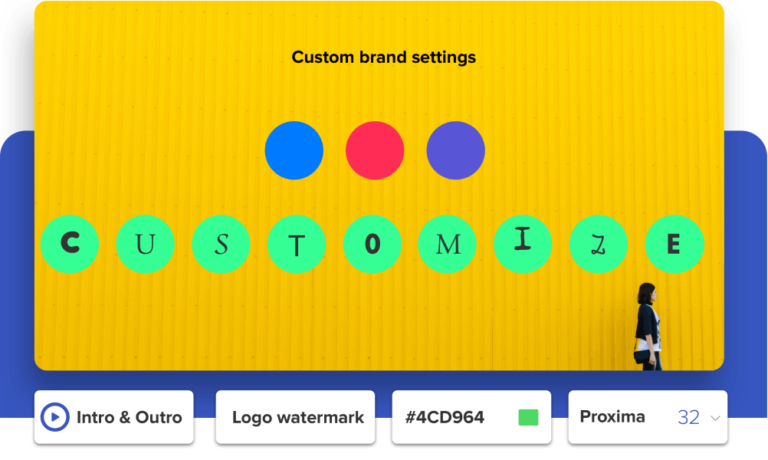 Custom brand settings
C U S T O M I Z E
Intro & Outro
Logo watermark
#4CD964
Proxima 32